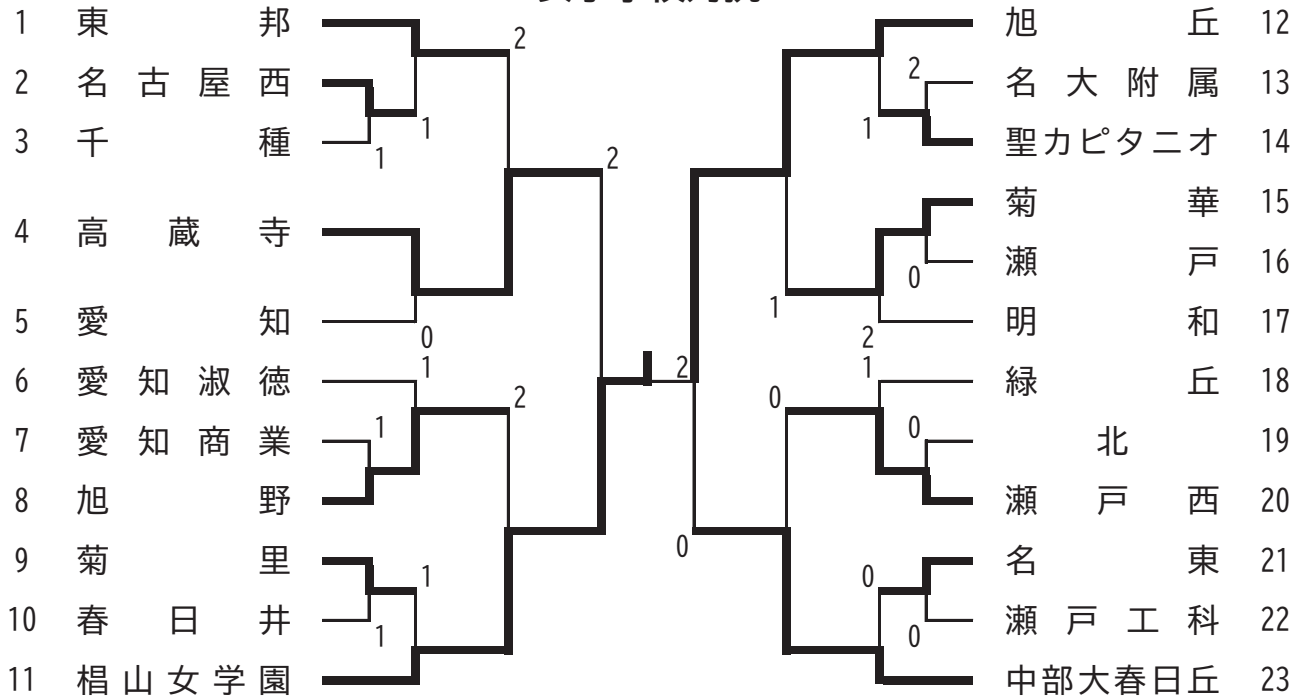 1 東邦
2 名古屋西
3 千種
4 高蔵寺
5 愛知
6 愛知淑徳
7 愛知商業
8 旭野
9 菊里
10 春日井
11 椙山女学園
2
1
1
0
1
1
2
1
1
2
2
0
2
1
0
1
2
1
0
0
0
0
旭丘 12
名大附属 13
聖カピタニオ 14
菊華 15
瀬戸 16
明和 17
緑丘 18
北 19
瀬戸西 20
名東 21
瀬戸工科 22
中部大春日丘 23